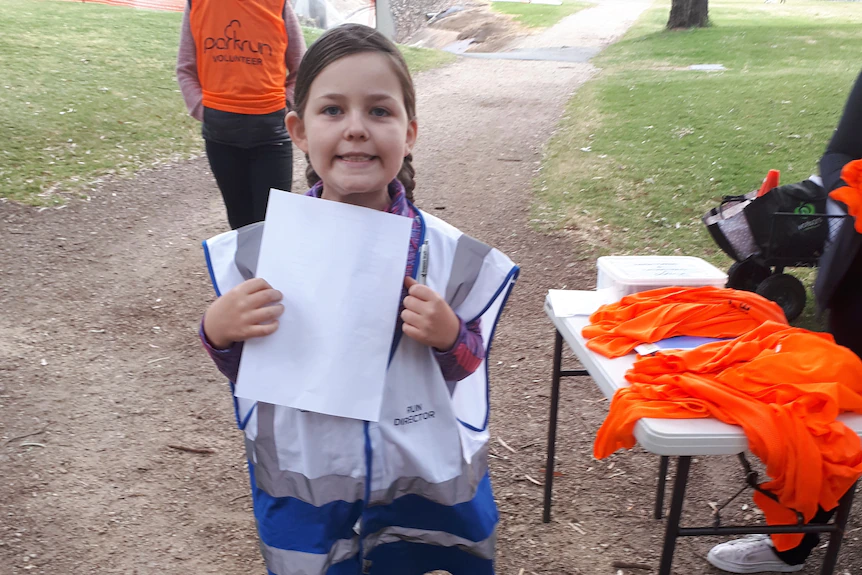 parkrun
VOLUNTEER
RUN
DIRECTOR